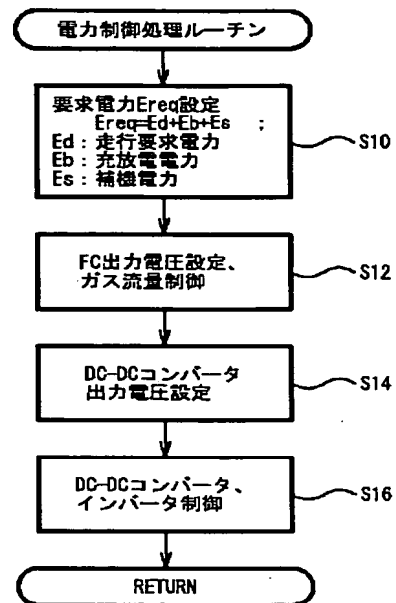 電力制御処理ルーチン
要求電力Ereq設定
Ereq=Ed+Eb+Es ;
Ed：走行要求電力
Eb：充放電電力
Es：補機電力
S10
FC出力電圧設定、
ガス流量制御
S12
DC-DCコンバータ
出力電圧設定
S14
DC-DCコンバータ、
インバータ制御
S16
RETURN